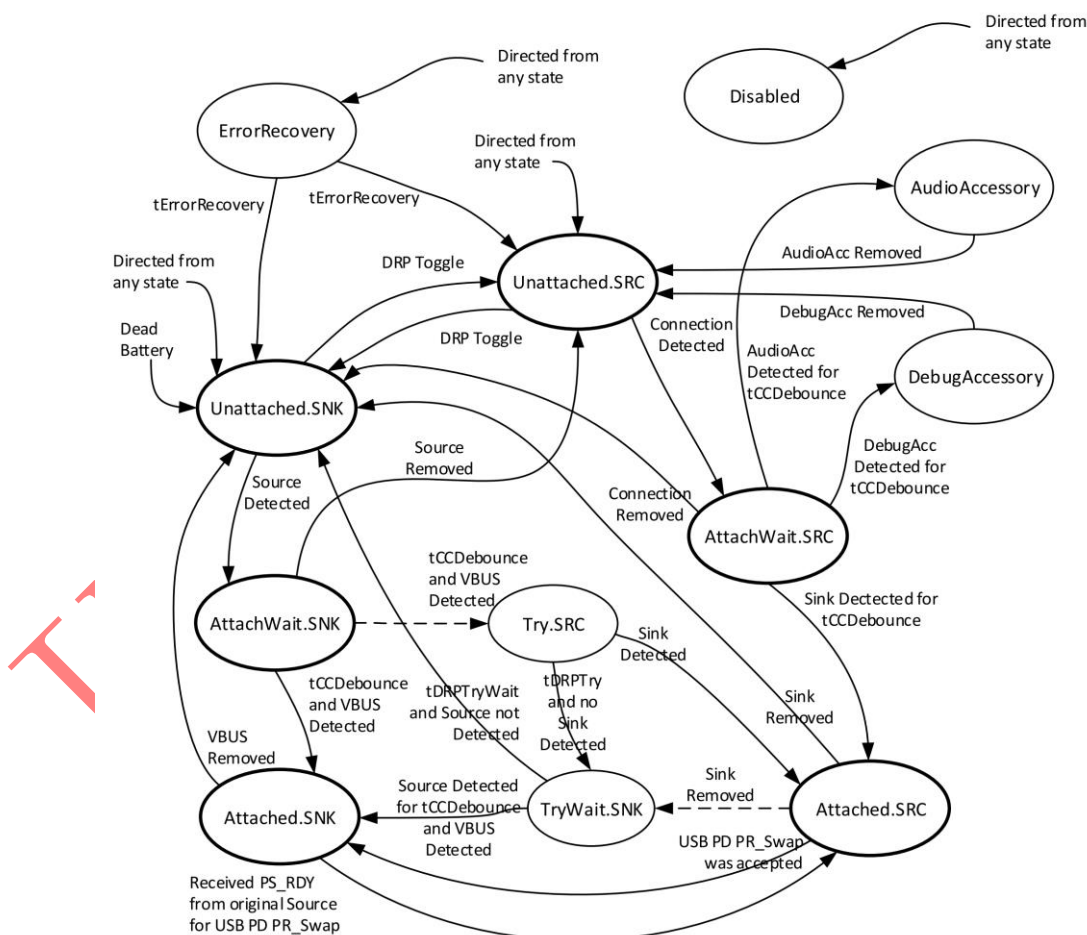 Directed from
any state
Directed from
any state
Disabled
ErrorRecovery
Directed from
any state
AudioAccessory
tErrorRecovery
tErrorRecovery
AudioAcc Removed
Directed from
any state
DRP Toggle
Unattached.SRC
DebugAcc Removed
Connection
Detected
Dead
Battery
DRP Toggle
AudioAcc
Detected for
tCCDebounce
DebugAccessory
Unattached.SNK
Source
Removed
DebugAcc
Detected for
tCCDebounce
Source
Detected
Connection
Removed
AttachWait.SRC
tCCDebounce
and VBUS
Detected
Sink Dectected for
tCCDebounce
AttachWait.SNK
Try.SRC
Sink
Detected
tCCDebounce
and VBUS
Detected
tDRPTryWait
and Source not
Detected
tDRPTry
and no
Sink
Detected
Sink
Removed
VBUS
Removed
Source Detected
for tCCDebounce
and VBUS
Detected
TryWait.SNK
Sink
Removed
Attached.SNK
Attached.SRC
USB PD PR_Swap
was accepted
Received PS_RDY
from original Source
for USB PD PR_Swap